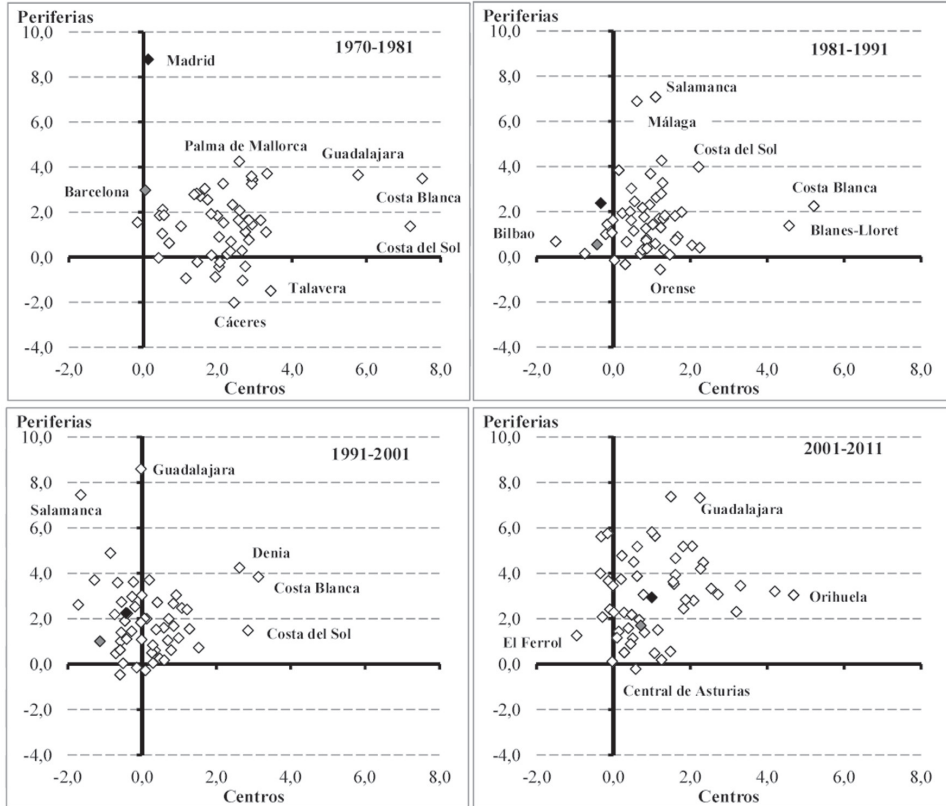 Periferias
10,0
1970-1981
8,0
Madrid
6,0
Palma de Mallorca
Guadalajara
4,0
Barcelona
Costa Blanca
2,0
Costa del Sol
0,0
Talavera
-2,0
Cáceres
-4,0
-2,0 0,0 2,0 4,0 6,0 8,0
Centros
Periferias
10,0
1981-1991
8,0
Salamanca
6,0
Málaga
Costa del Sol
4,0
Costa Blanca
2,0
Bilbao
Blanes-Lloret
0,0
Orense
-2,0
-4,0
-2,0 0,0 2,0 4,0 6,0 8,0
Centros
Periferias
10,0
1991-2001
Guadalajara
8,0
Salamanca
6,0
Denia
4,0
Costa Blanca
2,0
Costa del Sol
0,0
-2,0
-4,0
-2,0 0,0 2,0 4,0 6,0 8,0
Centros
Periferias
10,0
2001-2011
8,0
Guadalajara
6,0
4,0
Orihuela
2,0
El Ferrol
0,0
Central de Asturias
-2,0
-4,0
-2,0 0,0 2,0 4,0 6,0 8,0
Centros